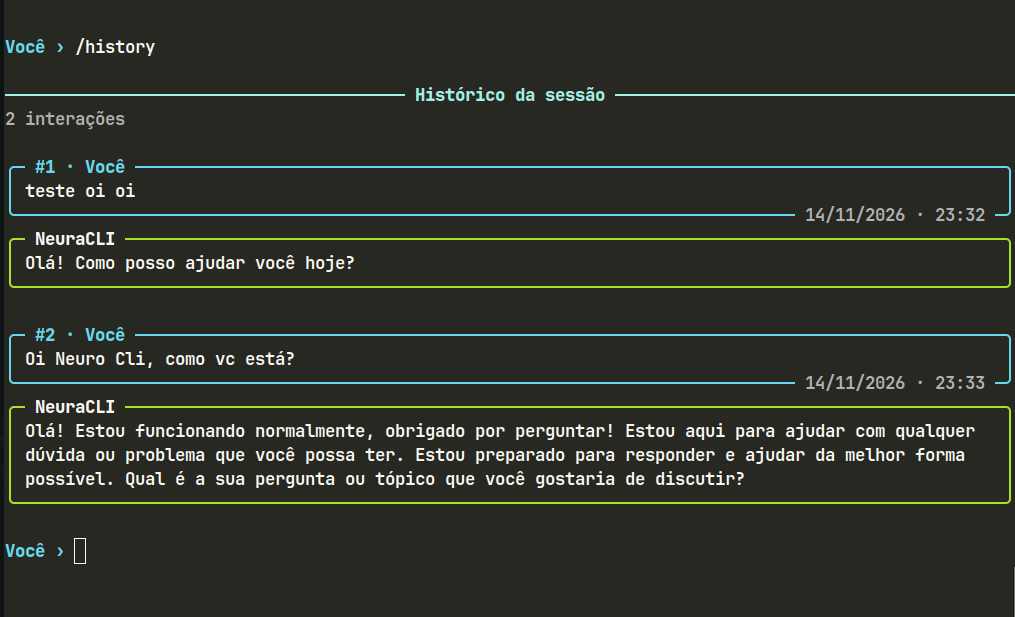 Você › /history
Histórico da sessão
2 interações
#1 · Você
teste oi oi
14/11/2026 · 23:32
NeuraCLI
Olá! Como posso ajudar você hoje?
#2 · Você
Oi Neuro Cli, como vc está?
14/11/2026 · 23:33
NeuraCLI
Olá! Estou funcionando normalmente, obrigado por perguntar! Estou aqui para ajudar com qualquer
dúvida ou problema que você possa ter. Estou preparado para responder e ajudar da melhor forma
possível. Qual é a sua pergunta ou tópico que você gostaria de discutir?
Você ›